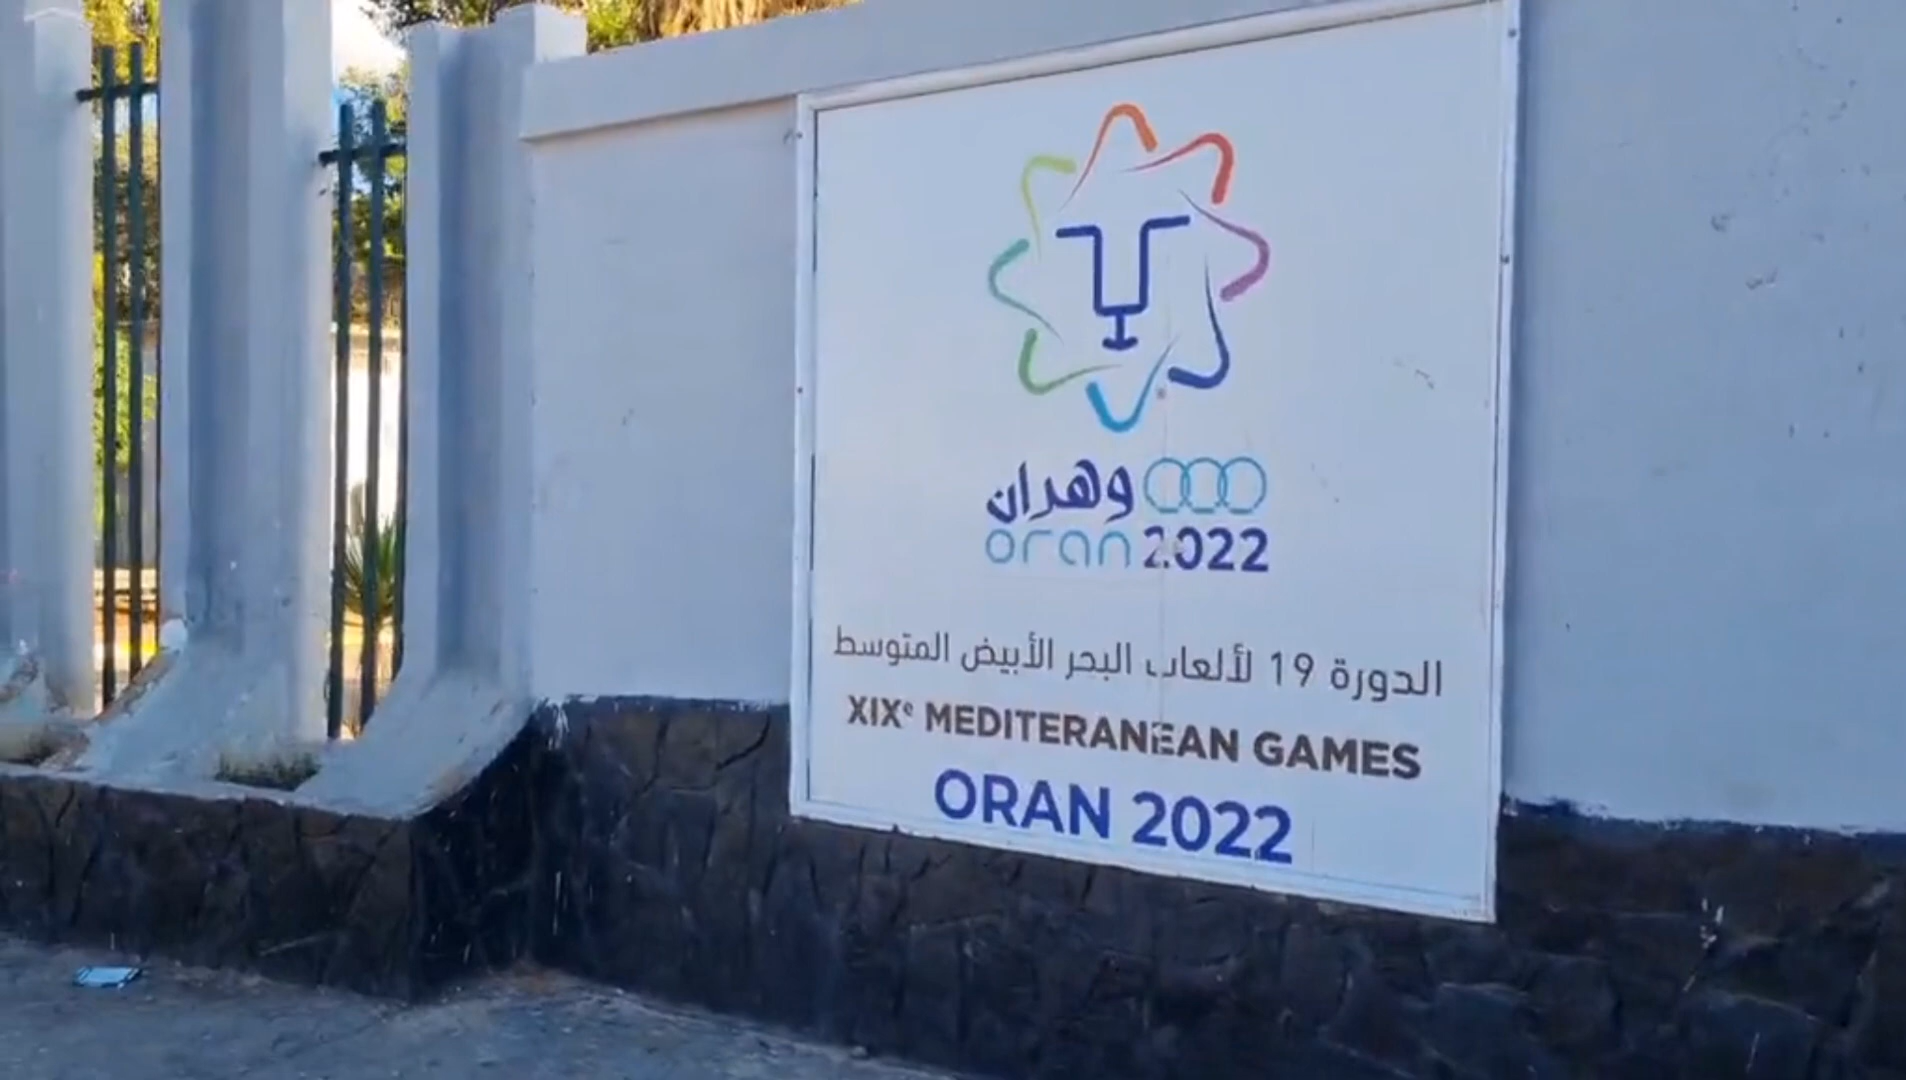 وهران
oran 2022
الدورة 19 لألعاب البحر الأبيض المتوسط
XIXᵉ MEDITERANEAN GAMES
ORAN 2022